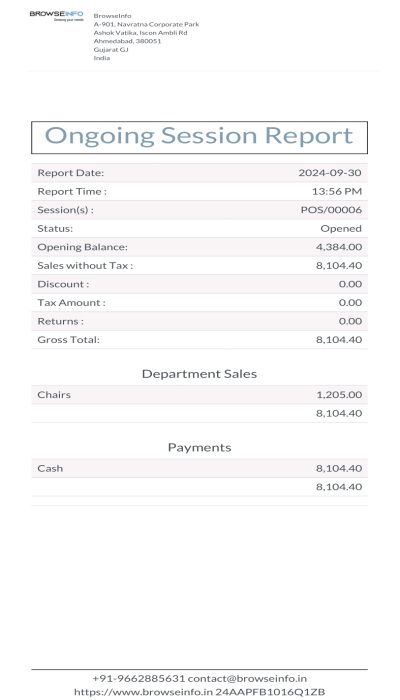 BROWSEINFO
Seeking your needs
BrowseInfo
A-901, Navratna Corporate Park
Ashok Vatika, Iscon Ambli Rd
Ahmedabad, 380051
Gujarat GJ
India
Ongoing Session Report
Report Date: 2024-09-30
Report Time : 13:56 PM
Session(s) : POS/00006
Status: Opened
Opening Balance: 4,384.00
Sales without Tax : 8,104.40
Discount : 0.00
Tax Amount : 0.00
Returns : 0.00
Gross Total: 8,104.40
Department Sales
Chairs 1,205.00
8,104.40
Payments
Cash 8,104.40
8,104.40
+91-9662885631 contact@browseinfo.in
https://www.browseinfo.in 24AAPFB1016Q1ZB